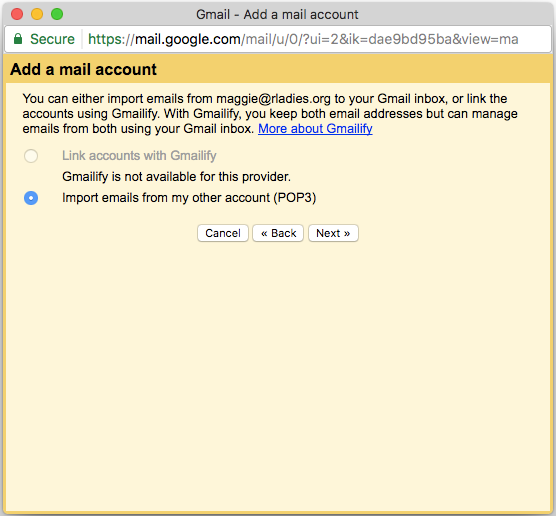 Gmail - Add a mail account
Secure https://mail.google.com/mail/u/0/?ui=2&ik=dae9bd95ba&view=ma
Add a mail account
You can either import emails from maggie@rladies.org to your Gmail inbox, or link the
accounts using Gmailify. With Gmailify, you keep both email addresses but can manage
emails from both using your Gmail inbox. More about Gmailify
Link accounts with Gmailify
Gmailify is not available for this provider.
Import emails from my other account (POP3)
Cancel « Back Next »